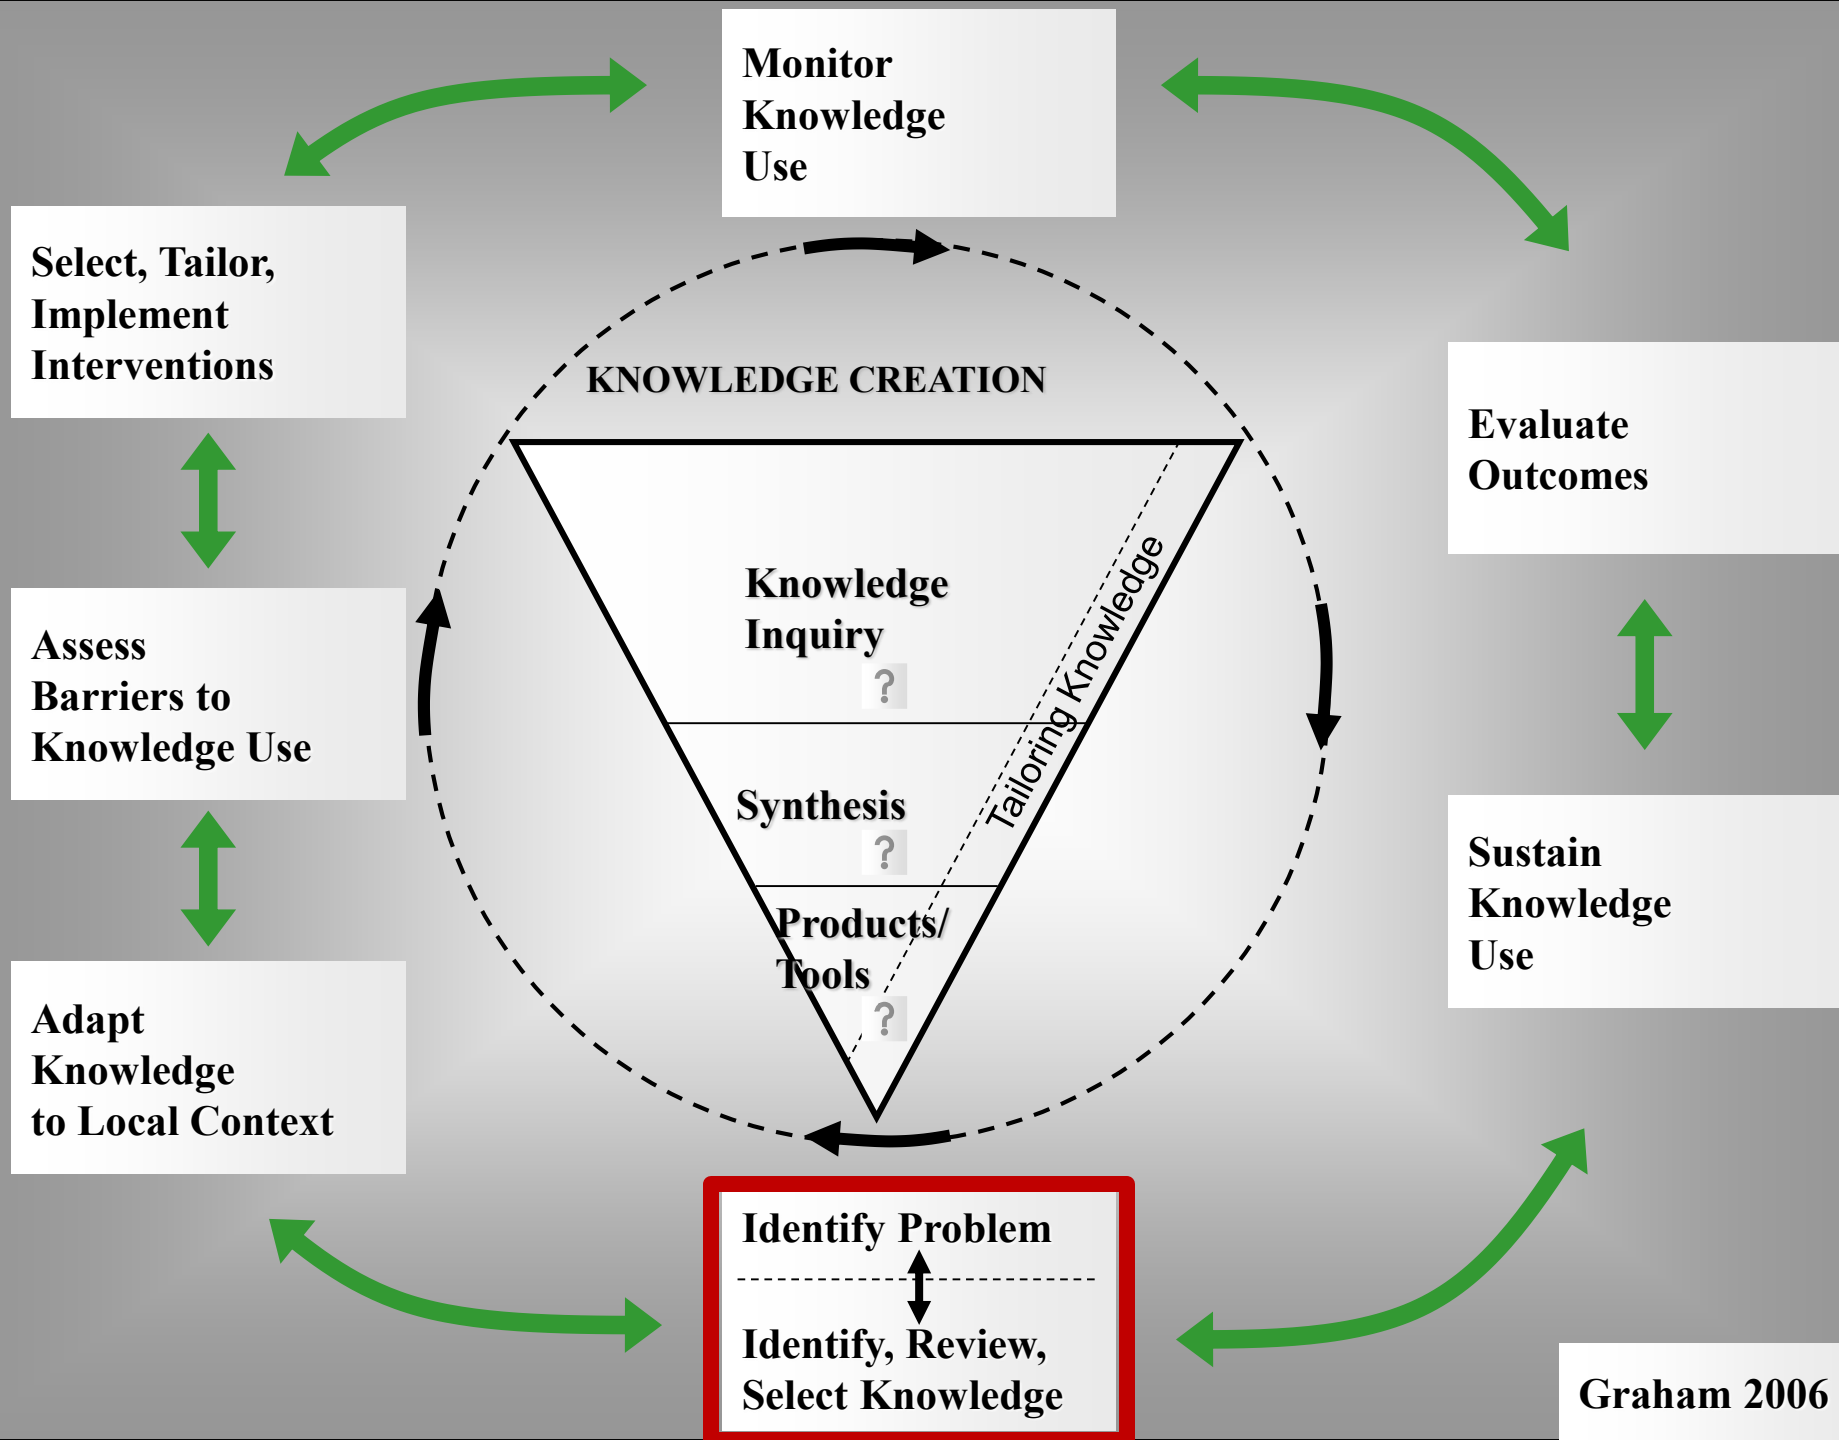 Monitor
Knowledge
Use
Select, Tailor,
Implement
Interventions
KNOWLEDGE CREATION
Evaluate
Outcomes
Knowledge
Inquiry
?
Tailoring Knowledge
Assess
Barriers to
Knowledge Use
Synthesis
?
Sustain
Knowledge
Use
Products/
Tools
?
Adapt
Knowledge
to Local Context
Identify Problem
Identify, Review,
Select Knowledge
Graham 2006